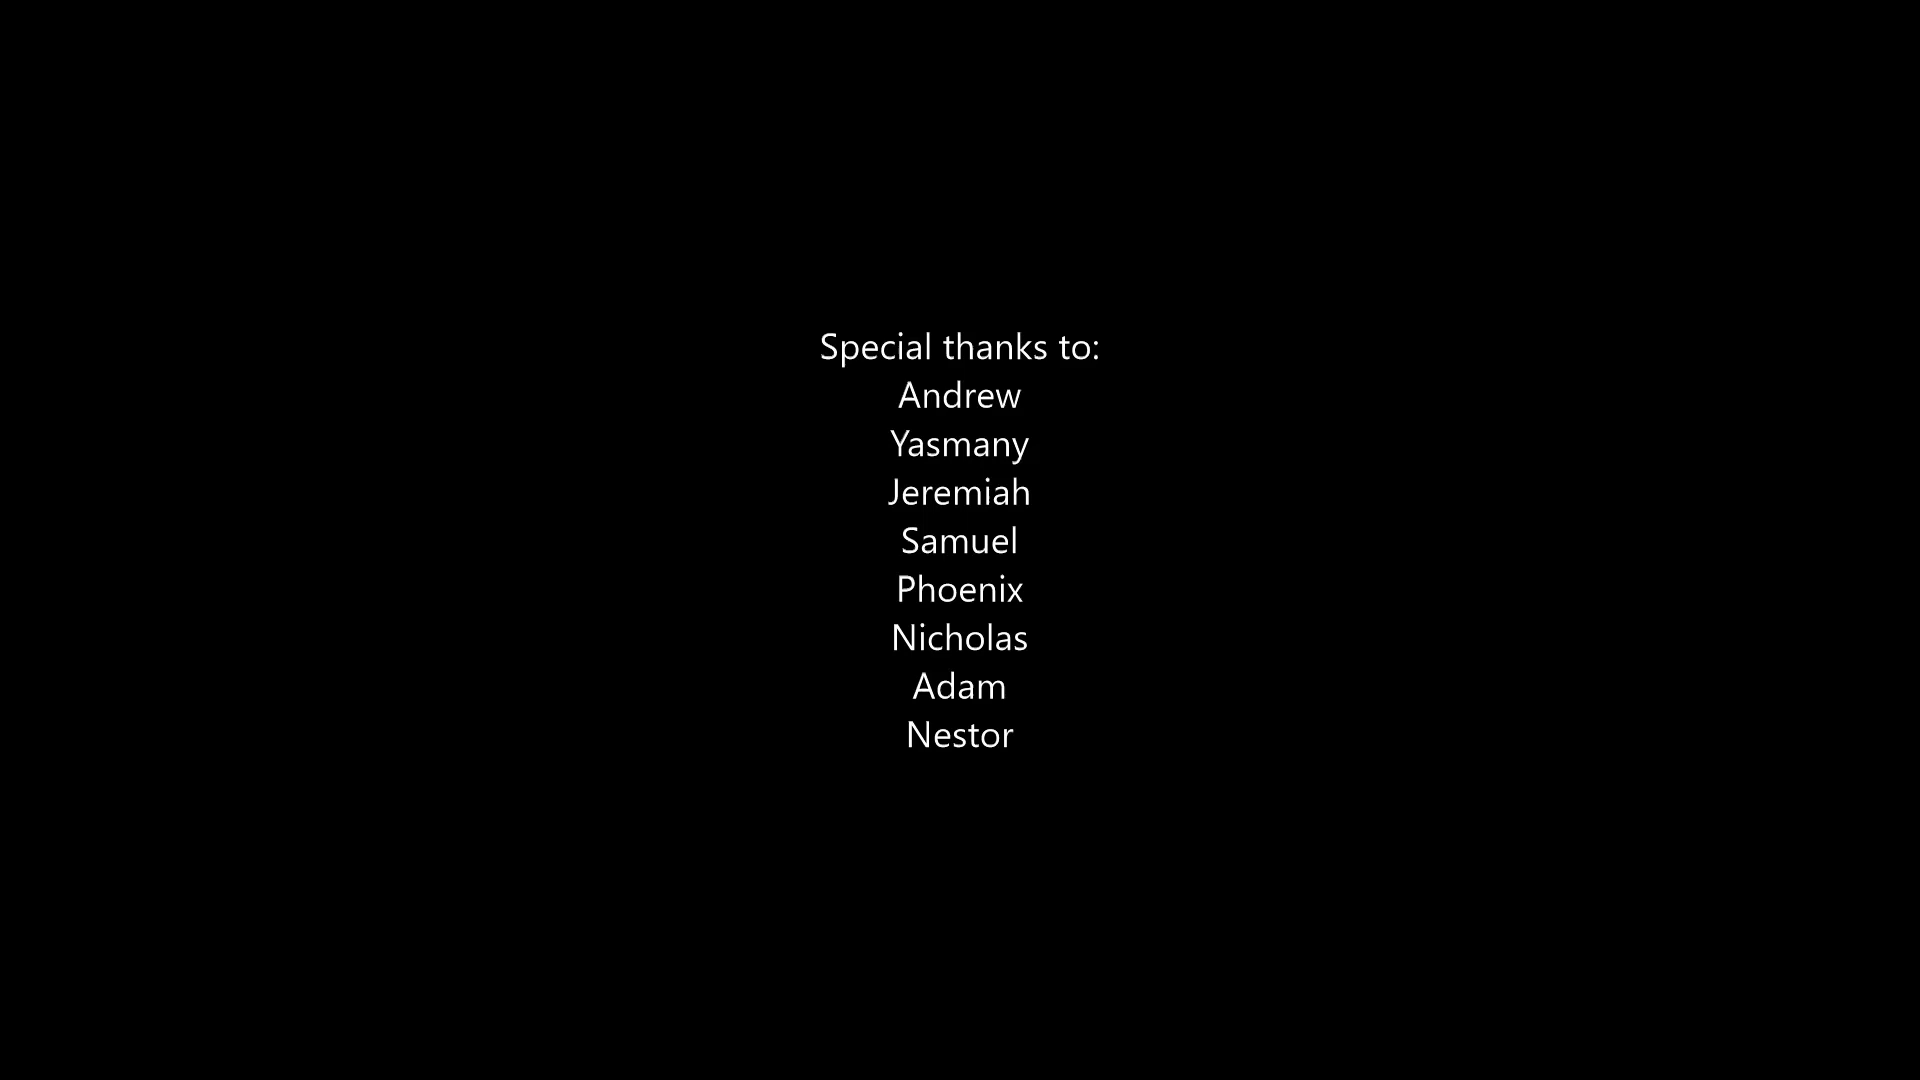 Special thanks to:
Andrew
Yasmany
Jeremiah
Samuel
Phoenix
Nicholas
Adam
Nestor